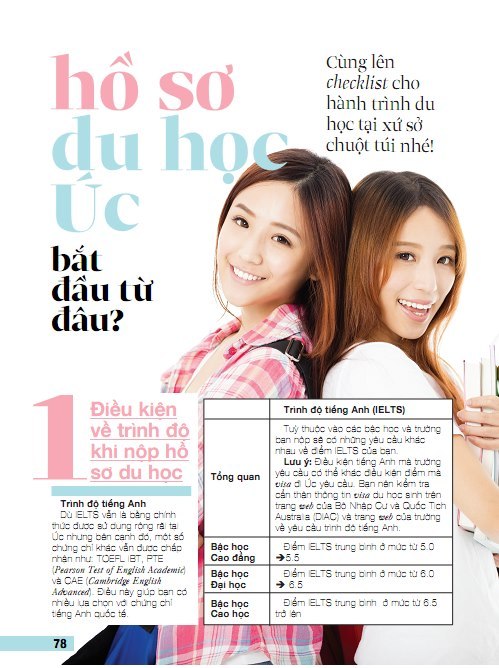 hồ sơ
du học
Úc
bắt
đầu từ
đâu?
Cùng lên
checklist cho
hành trình du
học tại xứ sở
chuột túi nhé!
1
Điều kiện
về trình độ
khi nộp hồ
sơ du học
Trình độ tiếng Anh
Dù IELTS vẫn là bằng chính
thức được sử dụng rộng rãi tại
Úc nhưng bên cạnh đó, một số
chứng chỉ khác vẫn được chấp
nhận như: TOEFL iBT, PTE
(Pearson Test of English Academic)
và CAE (Cambridge English
Advanced). Điều này giúp bạn có
nhiều lựa chọn với chứng chỉ
tiếng Anh quốc tế.
Trình độ tiếng Anh (IELTS)
Tổng quan
Tuỳ thuộc vào các bậc học và trường
bạn nộp sẽ có những yêu cầu khác
nhau về điểm IELTS của bạn.
Lưu ý: Điều kiện tiếng Anh mà trường
yêu cầu có thể khác điều kiện điểm mà
visa đi Úc yêu cầu. Bạn nên kiểm tra
cẩn thận thông tin visa du học sinh trên
trang web của Bộ Nhập Cư và Quốc Tịch
Australia (DIAC) và trang web của trường
về yêu cầu trình độ tiếng Anh.
Bậc học
Cao đẳng
Điểm IELTS trung bình ở mức từ 5.0
➔5.5
Bậc học
Đại học
Điểm IELTS trung bình ở mức từ 6.0
➔ 6.5
Bậc học
Cao học
Điểm IELTS trung bình ở mức từ 6.5
trở lên
78